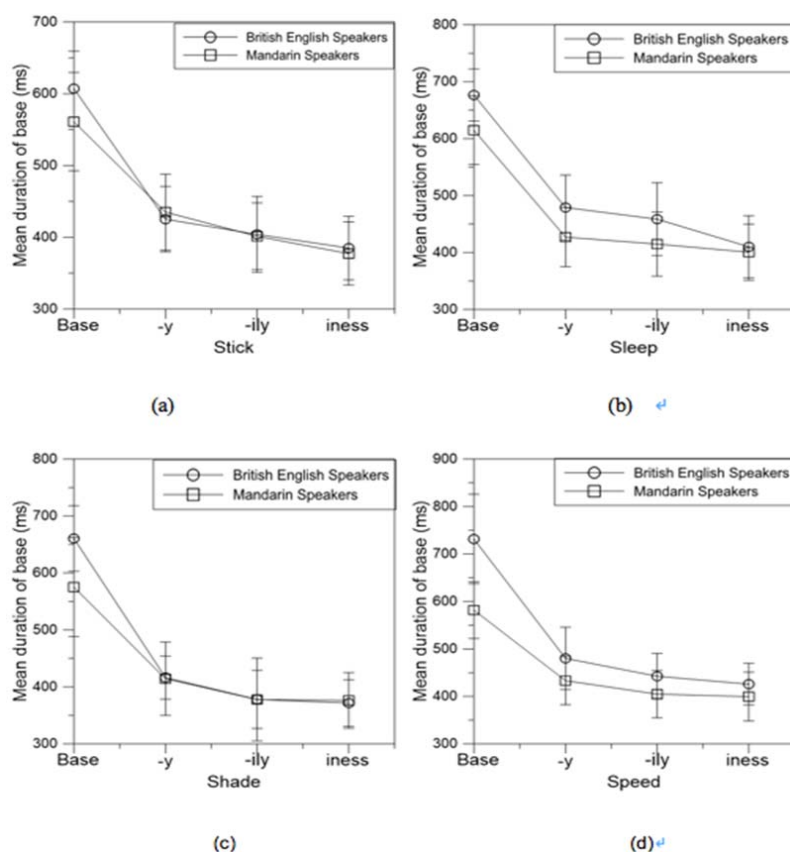 700
600
500
400
300
Mean duration of base (ms)
British English Speakers
Mandarin Speakers
Base -y -ily iness
Stick
(a)
800
700
600
500
400
300
Mean duration of base (ms)
British English Speakers
Mandarin Speakers
Base -y -ily iness
Sleep
(b) ↵
800
700
600
500
400
300
Mean duration of base (ms)
British English Speakers
Mandarin Speakers
Base -y -ily iness
Shade
(c)
900
800
700
600
500
400
300
Mean duration of base (ms)
British English Speakers
Mandarin Speakers
Base -y -ily iness
Speed
(d)↵